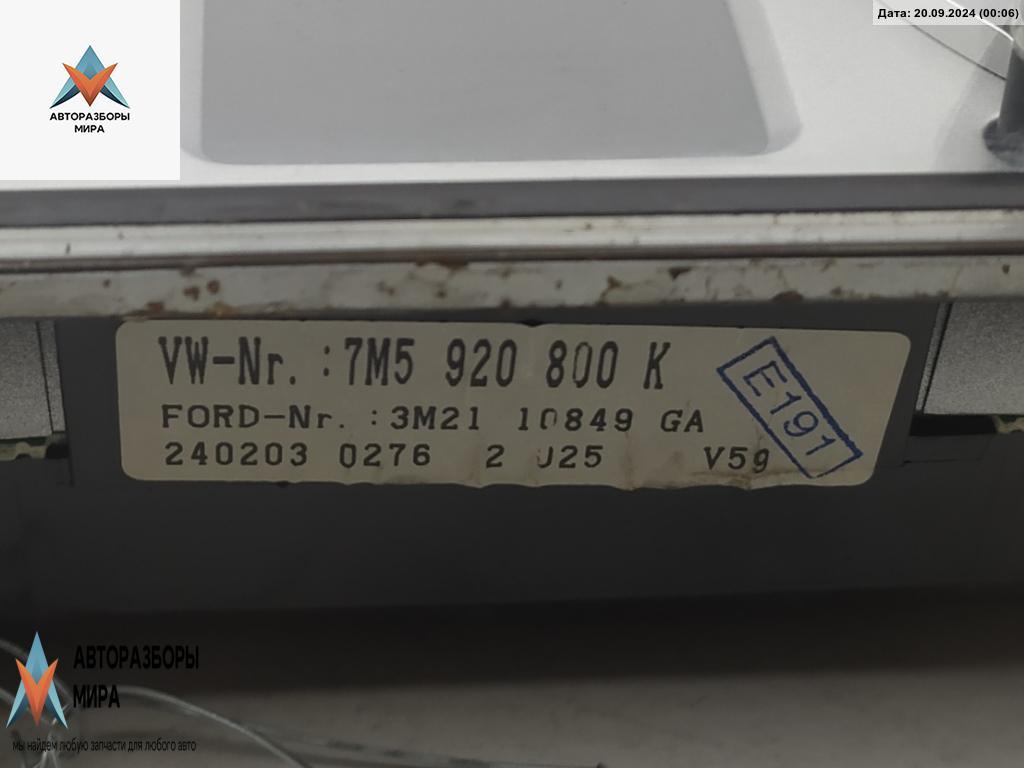 Дата: 20.09.2024 (00:06)
АВТОРАЗБОРЫ
МИРА
VW-Nr. :7M5 920 800 K
FORD-Nr. :3M21 10849 GA
240203 0276 2 J25 V59
E191
АВТОРАЗБОРЫ
МИРА
мы найдем любую запчасти для любого авто